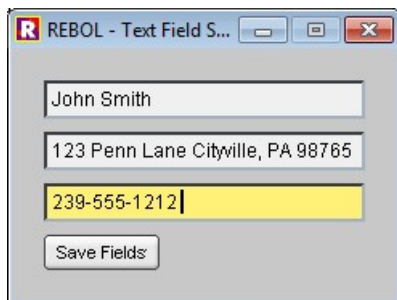 R REBOL - Text Field S...
John Smith
123 Penn Lane Cityville, PA 98765
239-555-1212
Save Fields